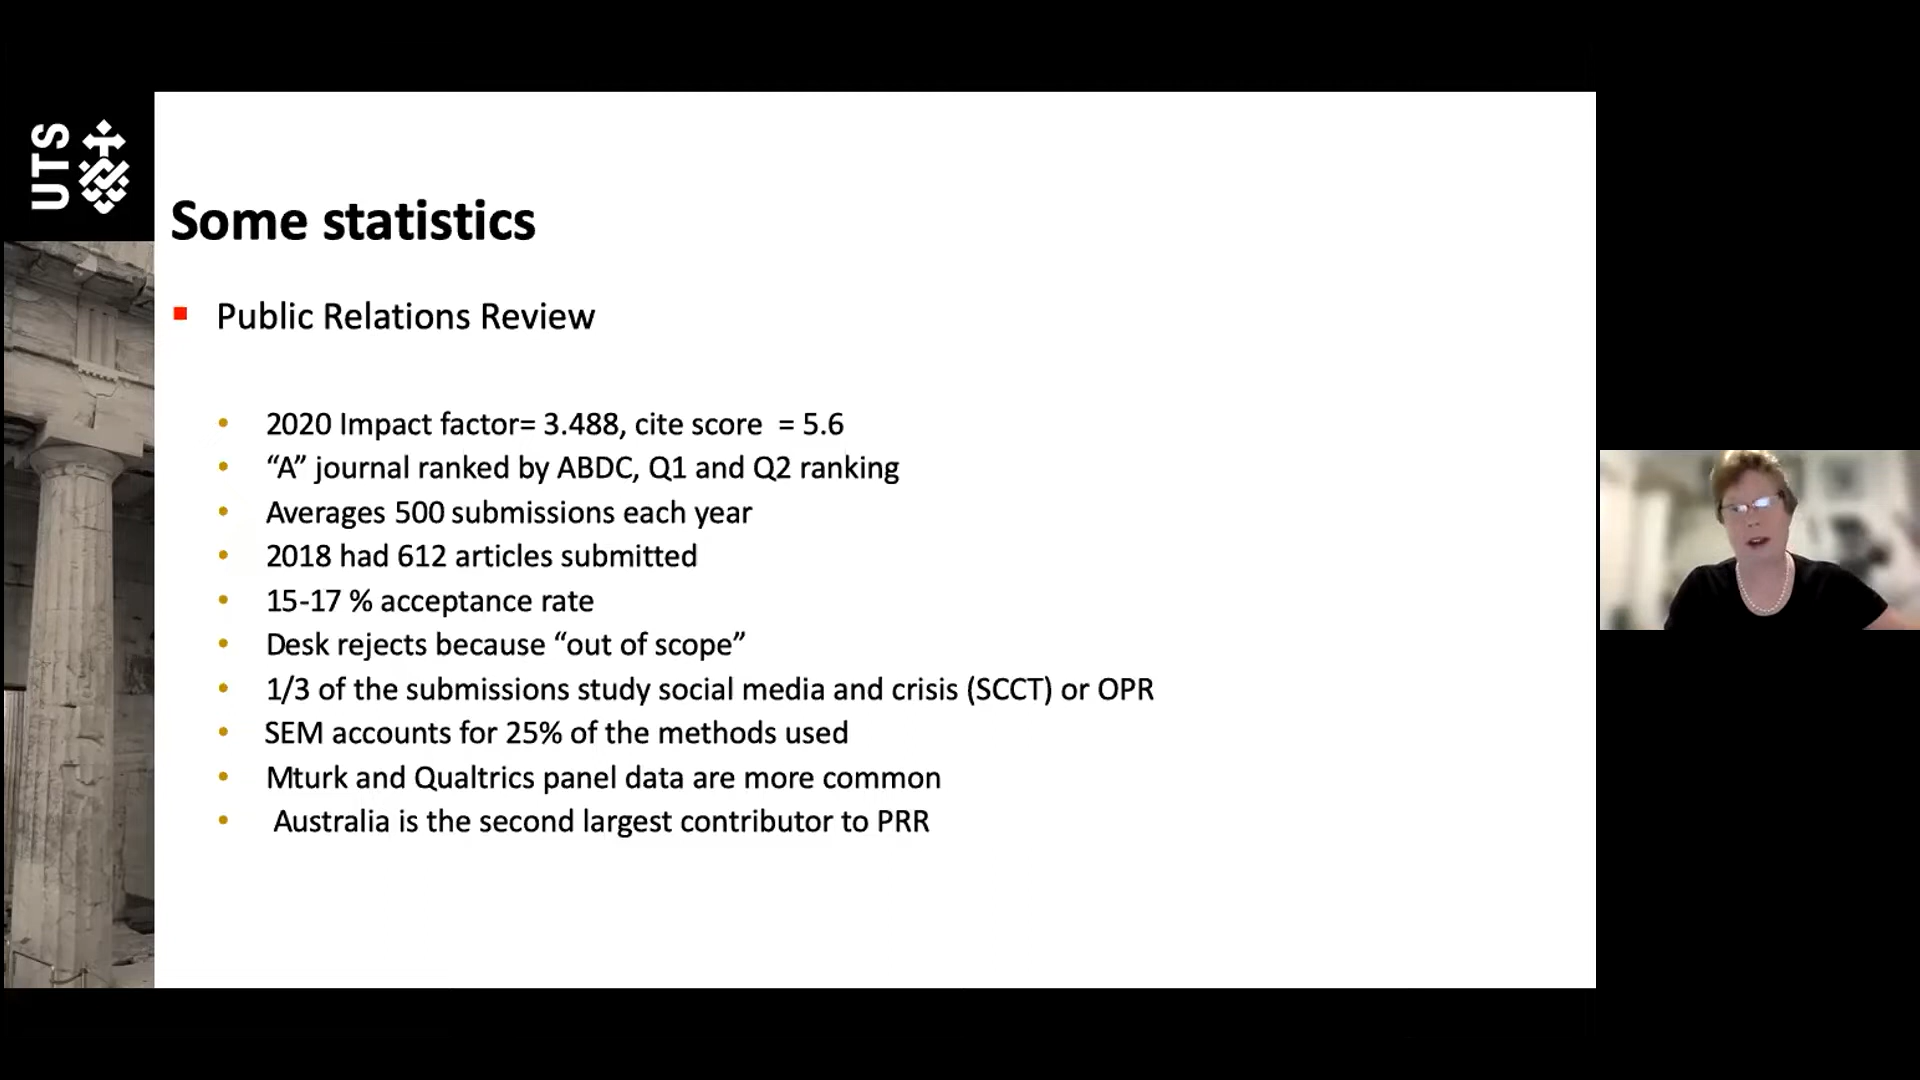 UTS
Some statistics
Public Relations Review
2020 Impact factor= 3.488, cite score  = 5.6
“A” journal ranked by ABDC, Q1 and Q2 ranking
Averages 500 submissions each year
2018 had 612 articles submitted
15-17 % acceptance rate
Desk rejects because “out of scope”
1/3 of the submissions study social media and crisis (SCCT) or OPR
SEM accounts for 25% of the methods used
Mturk and Qualtrics panel data are more common
Australia is the second largest contributor to PRR